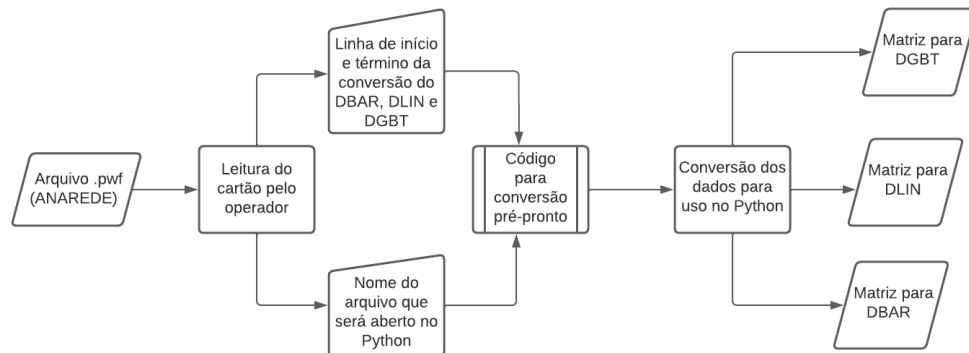 Arquivo .pwf
(ANAREDE)
Leitura do
cartão pelo
operador
Linha de início
e término da
conversão do
DBAR, DLIN e
DGBT
Nome do
arquivo que
será aberto no
Python
Código
para
conversão
pré-pronto
Conversão dos
dados para
uso no Python
Matriz para
DGBT
Matriz para
DLIN
Matriz para
DBAR